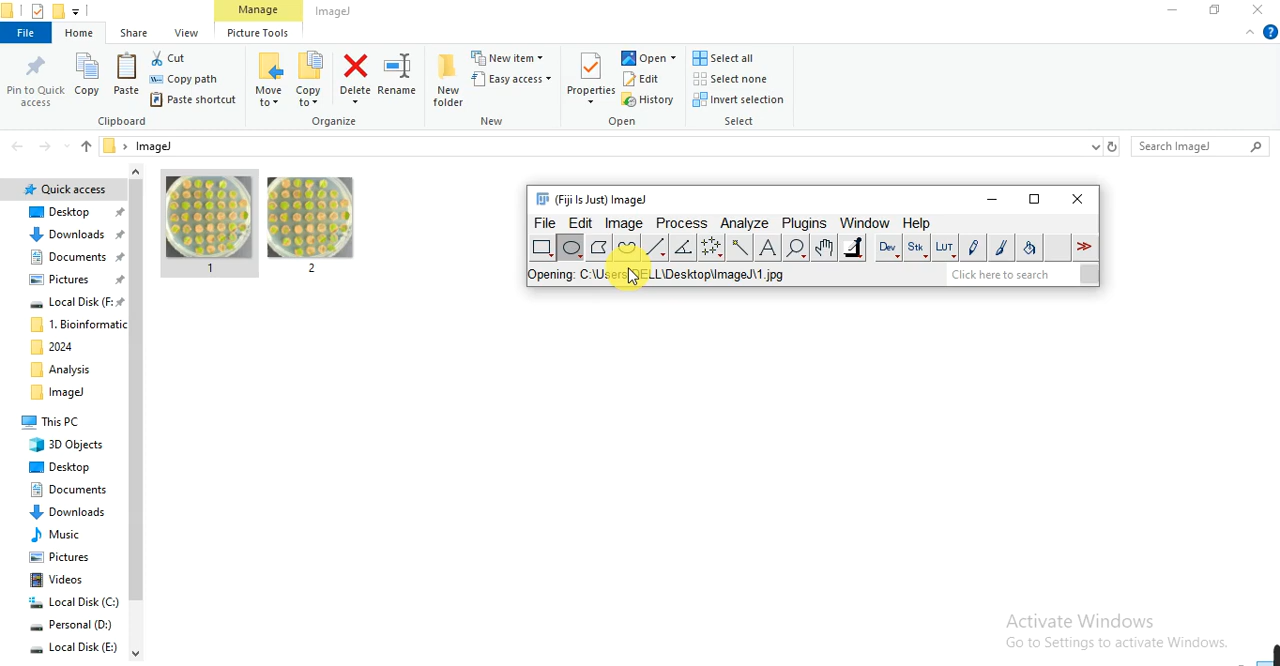 Manage
ImageJ
File
Home
Share
View
Picture Tools
Pin to Quick access
Copy
Paste
Cut
Copy path
Paste shortcut
Clipboard
Move to
Copy to
Delete
Rename
Organize
New folder
New item
Easy access
New
Properties
Open
Edit
History
Open
Select all
Select none
Invert selection
Select
ImageJ
Search ImageJ
Quick access
Desktop
Downloads
Documents
Pictures
Local Disk (F:
1. Bioinformatic
2024
Analysis
ImageJ
This PC
3D Objects
Desktop
Documents
Downloads
Music
Pictures
Videos
Local Disk (C:)
Personal (D:)
Local Disk (E:)
1
2
(Fiji Is Just) ImageJ
File Edit Image Process Analyze Plugins Window Help
A
Dev
Stk
LUT
Opening: C:\Users\DELL\Desktop\ImageJ\1.jpg
Click here to search
Activate Windows
Go to Settings to activate Windows.